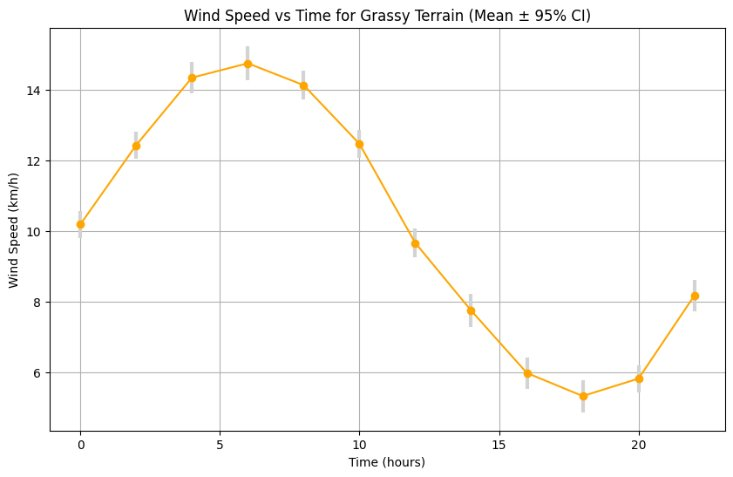 Wind Speed vs Time for Grassy Terrain (Mean ± 95% CI)
Wind Speed (km/h)
14
12
10
8
6
0 5 10 15 20
Time (hours)